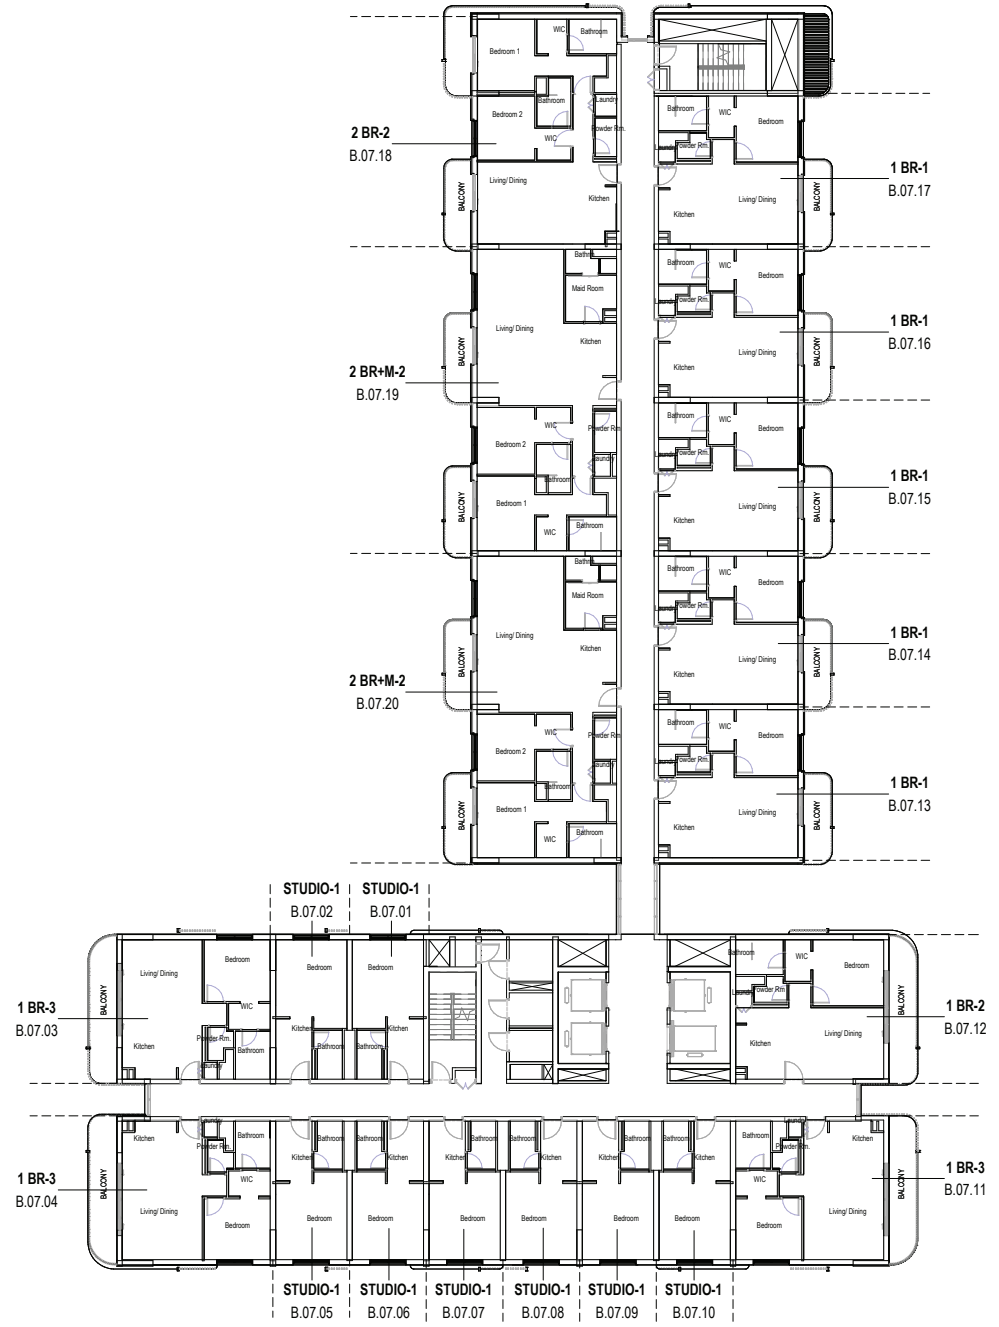 WIC
Bathroom
Bedroom 1
Bathroom
Laundry
Bedroom 2
Powder Rm.
WIC
2 BR-2
B.07.18
Living/ Dining
Kitchen
BALCONY
Bathroom
WIC
Bedroom
Laundry
Powder Rm.
1 BR-1
B.07.17
Living/ Dining
Kitchen
BALCONY
Maid Room
Living/ Dining
Kitchen
BALCONY
2 BR+M-2
B.07.19
WIC
Powder Rm
Bedroom 2
Laundry
Bathroom
Bedroom 1
WIC
Bathroom
BALCONY
Bathroom
WIC
Bedroom
Laundry
Powder Rm.
1 BR-1
B.07.16
Living/ Dining
Kitchen
BALCONY
Bathroom
WIC
Bedroom
Laundry
Powder Rm.
1 BR-1
B.07.15
Living/ Dining
Kitchen
BALCONY
Maid Room
Living/ Dining
Kitchen
BALCONY
2 BR+M-2
B.07.20
WIC
Powder Rm
Bedroom 2
Laundry
Bathroom
Bedroom 1
WIC
Bathroom
BALCONY
Bathroom
WIC
Bedroom
Laundry
Powder Rm.
1 BR-1
B.07.14
Living/ Dining
Kitchen
BALCONY
Bathroom
WIC
Bedroom
Laundry
Powder Rm.
1 BR-1
B.07.13
Living/ Dining
Kitchen
BALCONY
STUDIO-1
B.07.02
STUDIO-1
B.07.01
Living/ Dining
Bedroom
WIC
BALCONY
1 BR-3
B.07.03
Kitchen
Powder Rm.
Bathroom
Laundry
Bedroom
Kitchen
Bathroom
Bedroom
Kitchen
Bathroom
Bathroom
WIC
Bedroom
Laundry
Powder Rm.
BALCONY
1 BR-2
B.07.12
Living/ Dining
Kitchen
Laundry
Kitchen
Powder Rm.
Bathroom
WIC
1 BR-3
B.07.04
BALCONY
Living/ Dining
Bedroom
Bathroom
Kitchen
Bedroom
Bathroom
Kitchen
Bedroom
Bathroom
Kitchen
Bedroom
Bathroom
Kitchen
Bedroom
Bathroom
Kitchen
Bedroom
Bathroom
Kitchen
Bedroom
Laundry
Kitchen
Bathroom
Powder Rm.
WIC
BALCONY
1 BR-3
B.07.11
Bedroom
Living/ Dining
STUDIO-1
B.07.05
STUDIO-1
B.07.06
STUDIO-1
B.07.07
STUDIO-1
B.07.08
STUDIO-1
B.07.09
STUDIO-1
B.07.10